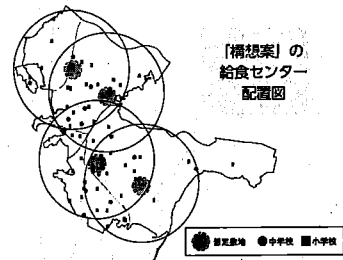 「構想案」の
給食センター
配置図
想定敷地 中学校 小学校